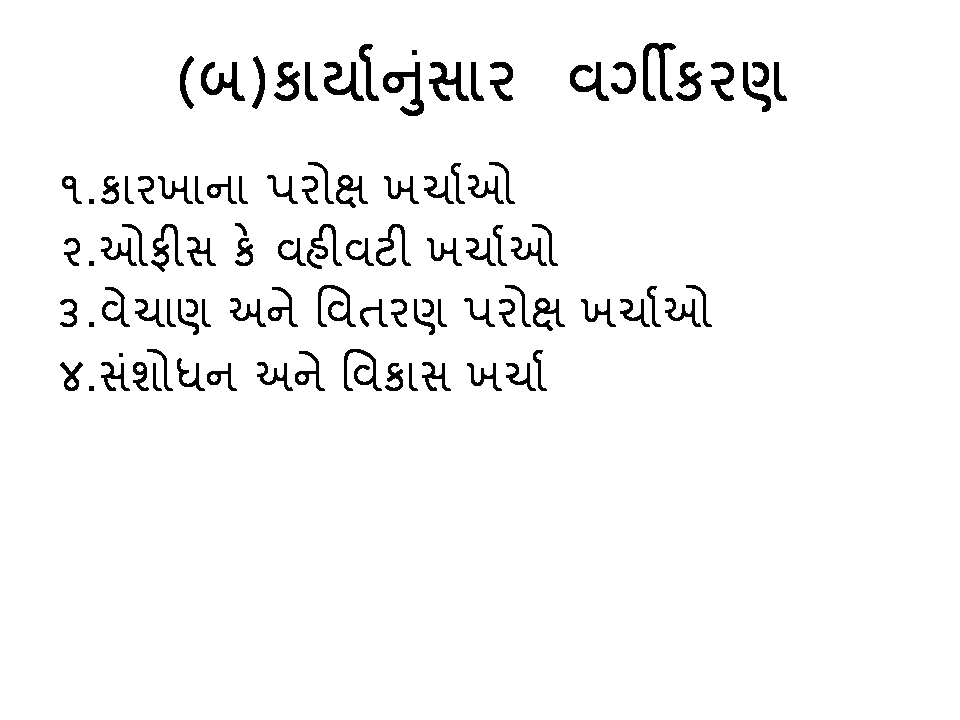 (બ)કાર્યાનુંસાર વર્ગીકરણ
૧.કારખાના પરોક્ષ ખર્ચાઓ
૨.ઓફીસ કે વહીવટી ખર્ચાઓ
૩.વેચાણ અને વિતરણ પરોક્ષ ખર્ચાઓ
૪.સંશોધન અને વિકાસ ખર્ચા